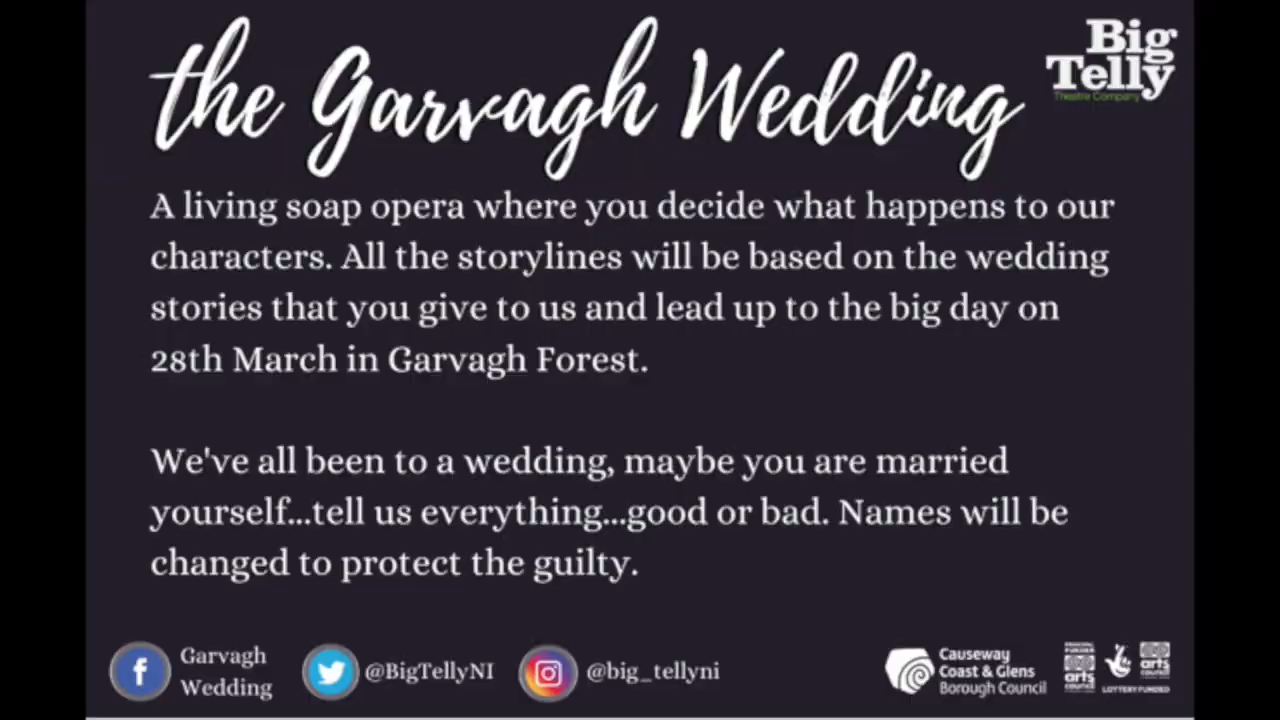 the Garvagh Wedding
Big
Telly
Theatre Company
A living soap opera where you decide what happens to our
characters. All the storylines will be based on the wedding
stories that you give to us and lead up to the big day on
28th March in Garvagh Forest.
We've all been to a wedding, maybe you are married
yourself...tell us everything...good or bad. Names will be
changed to protect the guilty.
Garvagh
Wedding
@BigTellyNI
@big_tellyni
Causeway
Coast & Glens
Borough Council
arts
council
arts
council
LOTTERY FUNDED